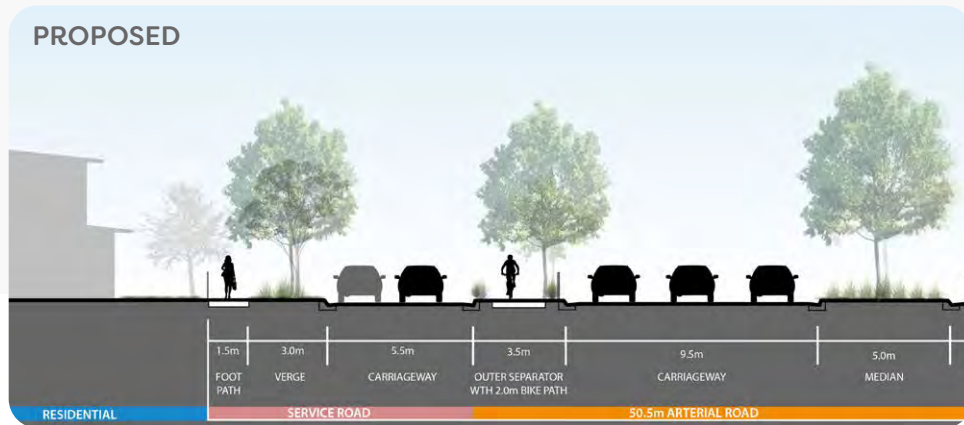 PROPOSED
1.5m
3.0m
5.5m
3.5m
9.5m
5.0m
FOOT
PATH
VERGE
CARRIAGEWAY
OUTER SEPARATOR
WTH 2.0m BIKE PATH
CARRIAGEWAY
MEDIAN
RESIDENTIAL
SERVICE ROAD
50.5m ARTERIAL ROAD